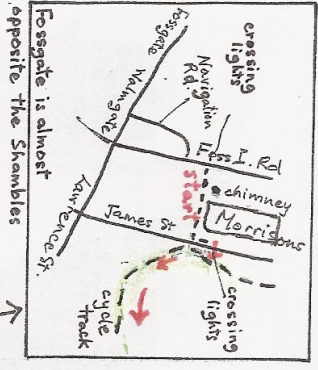 crossing
lights
Fossgate
Navigation
Rd.
Walmgate
Foss I. Rd
chimney
start
Morrisons
James St
Lawrence St.
crossing
lights
cycle
track
Fossgate is almost
opposite the Shambles